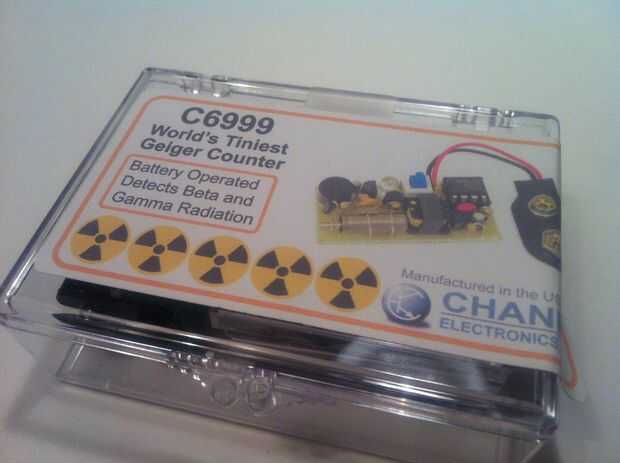 C6999
World's Tiniest
Geiger Counter
Battery Operated
Detects Beta and
Gamma Radiation
Manufactured in the
CHAN
ELECTRONICS